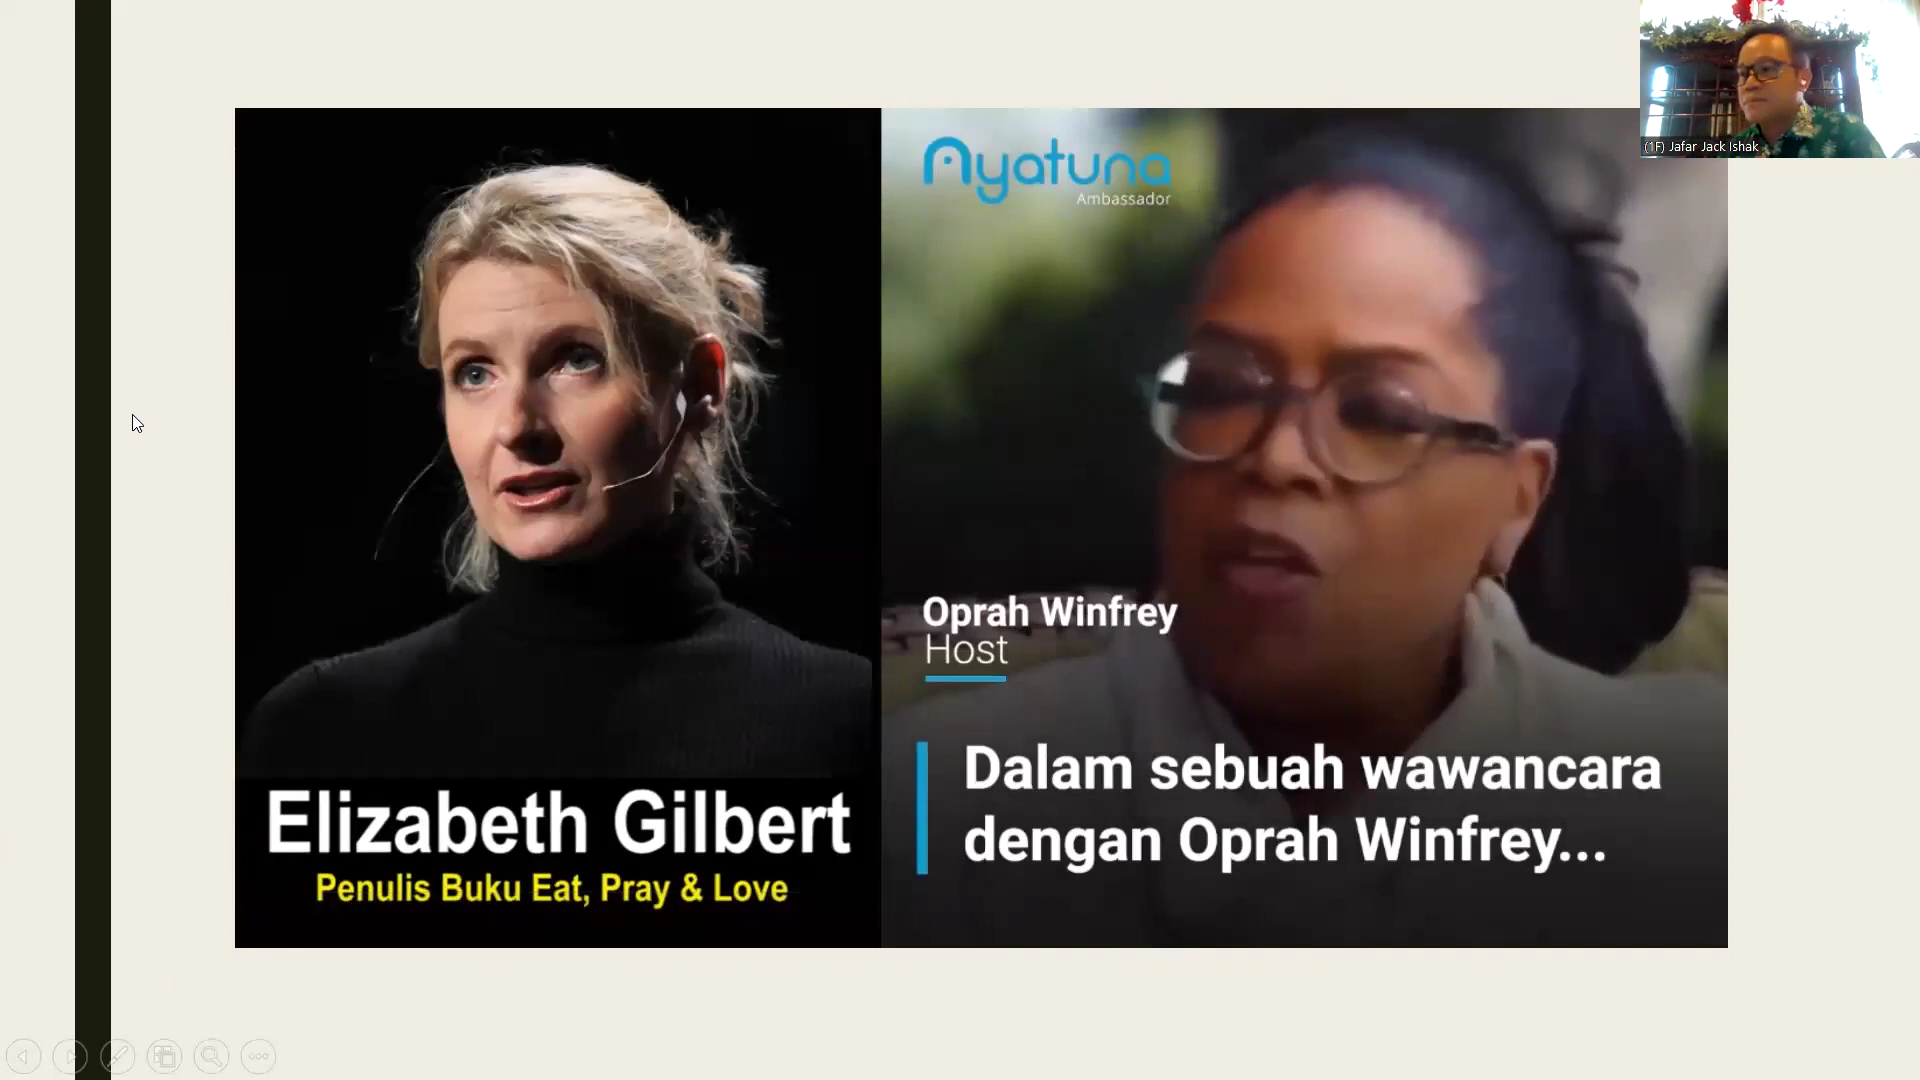 Ayatuna
Ambassador
(1F) Jafar Jack Ishak
Oprah Winfrey
Host
Dalam sebuah wawancara
dengan Oprah Winfrey...
Elizabeth Gilbert
Penulis Buku Eat, Pray & Love